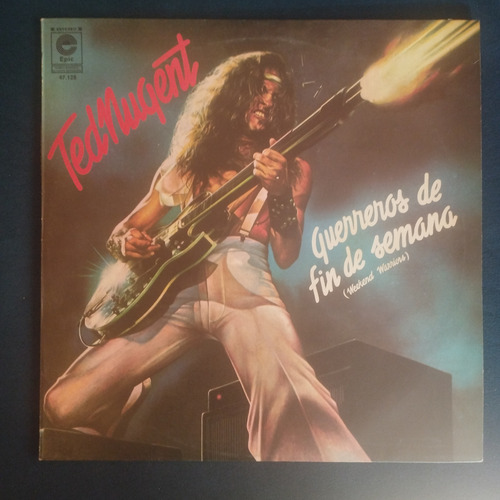 Epic
Ted Nugent
Guerreros de
fin de semana
(Weekend Warriors)